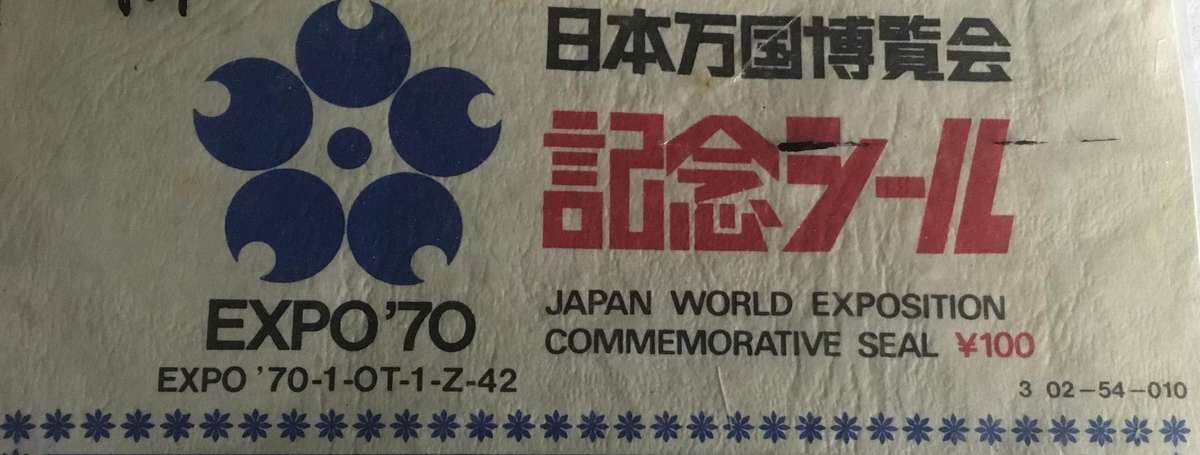 日本万国博覧会
記念シール
EXPO'70
JAPAN WORLD EXPOSITION
COMMEMORATIVE SEAL ¥100
EXPO '70-1-OT-1-Z-42
3 02-54-010